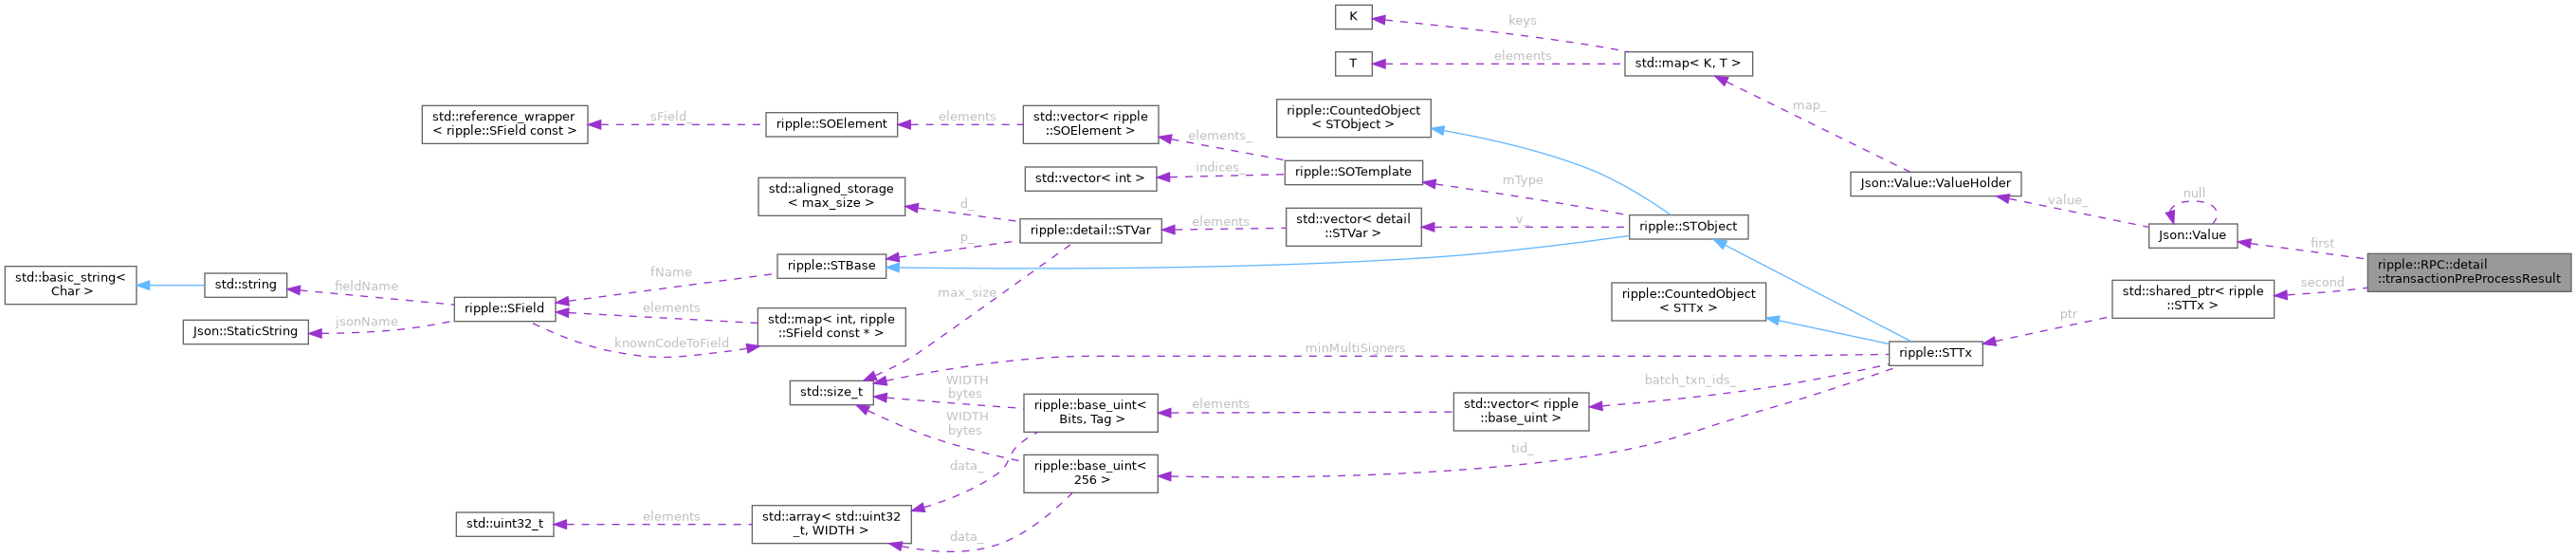 K
keys
T
elements
std::map< K, T >
map_
std::reference_wrapper
< ripple::SField const >
sField_
ripple::SOElement
elements
std::vector< ripple
::SOElement >
elements_
ripple::CountedObject
< STObject >
std::vector< int >
indices_
ripple::SOTemplate
mType
Json::Value::ValueHolder
value_
null
Json::Value
first
std::aligned_storage
< max_size >
d_
ripple::detail::STVar
elements
std::vector< detail
::STVar >
v_
ripple::STObject
p_
ripple::STBase
fName
std::basic_string<
Char >
std::string
fieldName
ripple::SField
elements
std::map< int, ripple
::SField const * >
knownCodeToField
Json::StaticString
jsonName
max_size
ripple::CountedObject
< STTx >
std::shared_ptr< ripple
::STTx >
second
ripple::RPC::detail
::transactionPreProcessResult
ptr
ripple::STTx
minMultiSigners
std::size_t
WIDTH
bytes
WIDTH
bytes
ripple::base_uint<
Bits, Tag >
elements
std::vector< ripple
::base_uint >
batch_txn_ids_
tid_
ripple::base_uint<
256 >
data_
data_
std::uint32_t
elements
std::array< std::uint32
_t, WIDTH >